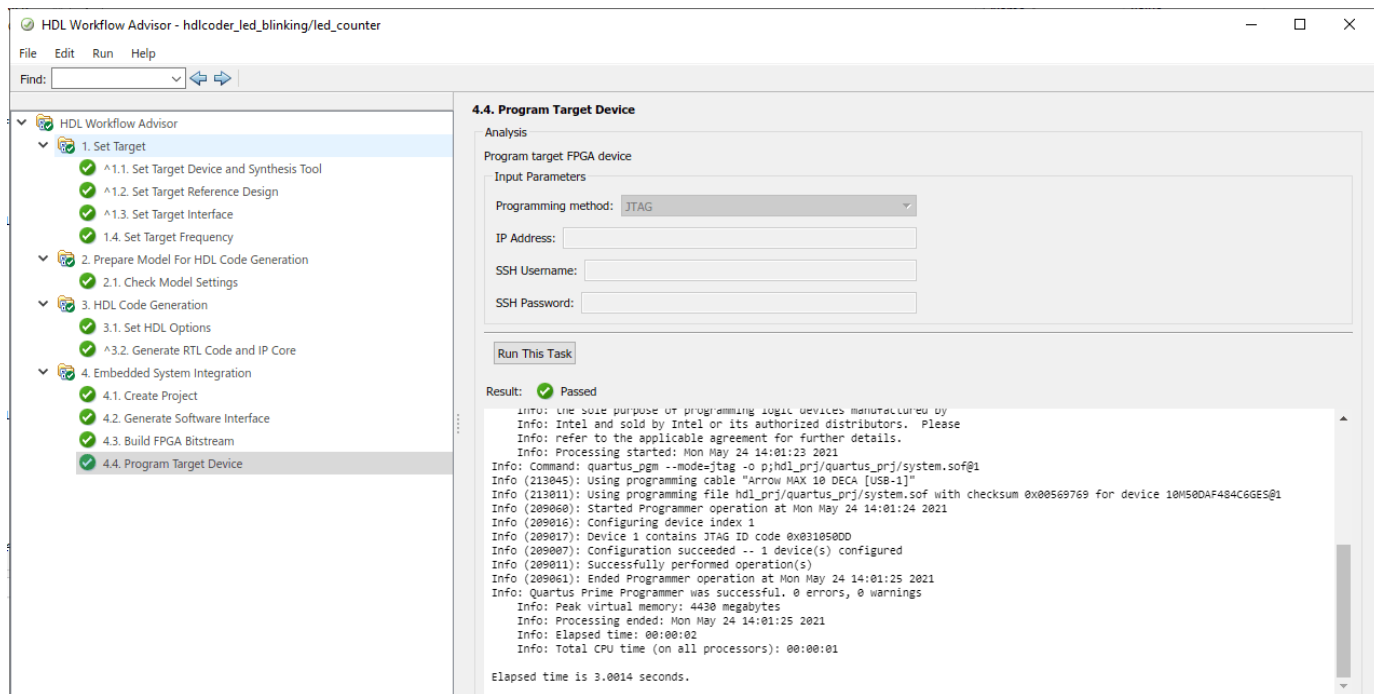 HDL Workflow Advisor - hdlcoder_led_blinking/led_counter
File Edit Run Help
Find:
HDL Workflow Advisor
1. Set Target
^1.1. Set Target Device and Synthesis Tool
^1.2. Set Target Reference Design
^1.3. Set Target Interface
1.4. Set Target Frequency
2. Prepare Model For HDL Code Generation
2.1. Check Model Settings
3. HDL Code Generation
3.1. Set HDL Options
^3.2. Generate RTL Code and IP Core
4. Embedded System Integration
4.1. Create Project
4.2. Generate Software Interface
4.3. Build FPGA Bitstream
4.4. Program Target Device
4.4. Program Target Device
Analysis
Program target FPGA device
Input Parameters
Programming method: JTAG
IP Address:
SSH Username:
SSH Password:
Run This Task
Result: Passed
Info: the sole purpose of programming logic devices manufactured by
Info: Intel and sold by Intel or its authorized distributors. Please
Info: refer to the applicable agreement for further details.
Info: Processing started: Mon May 24 14:01:23 2021
Info: Command: quartus_pgm --mode=jtag -o p;hdl_prj/quartus_prj/system.sof@1
Info (213045): Using programming cable "Arrow MAX 10 DECA [USB-1]"
Info (213011): Using programming file hdl_prj/quartus_prj/system.sof with checksum 0x00569769 for device 10M50DAF484C6GES@1
Info (209060): Started Programmer operation at Mon May 24 14:01:24 2021
Info (209016): Configuring device index 1
Info (209017): Device 1 contains JTAG ID code 0x031050DD
Info (209007): Configuration succeeded -- 1 device(s) configured
Info (209011): Successfully performed operation(s)
Info (209061): Ended Programmer operation at Mon May 24 14:01:25 2021
Info: Quartus Prime Programmer was successful. 0 errors, 0 warnings
Info: Peak virtual memory: 4430 megabytes
Info: Processing ended: Mon May 24 14:01:25 2021
Info: Elapsed time: 00:00:02
Info: Total CPU time (on all processors): 00:00:01
Elapsed time is 3.0014 seconds.